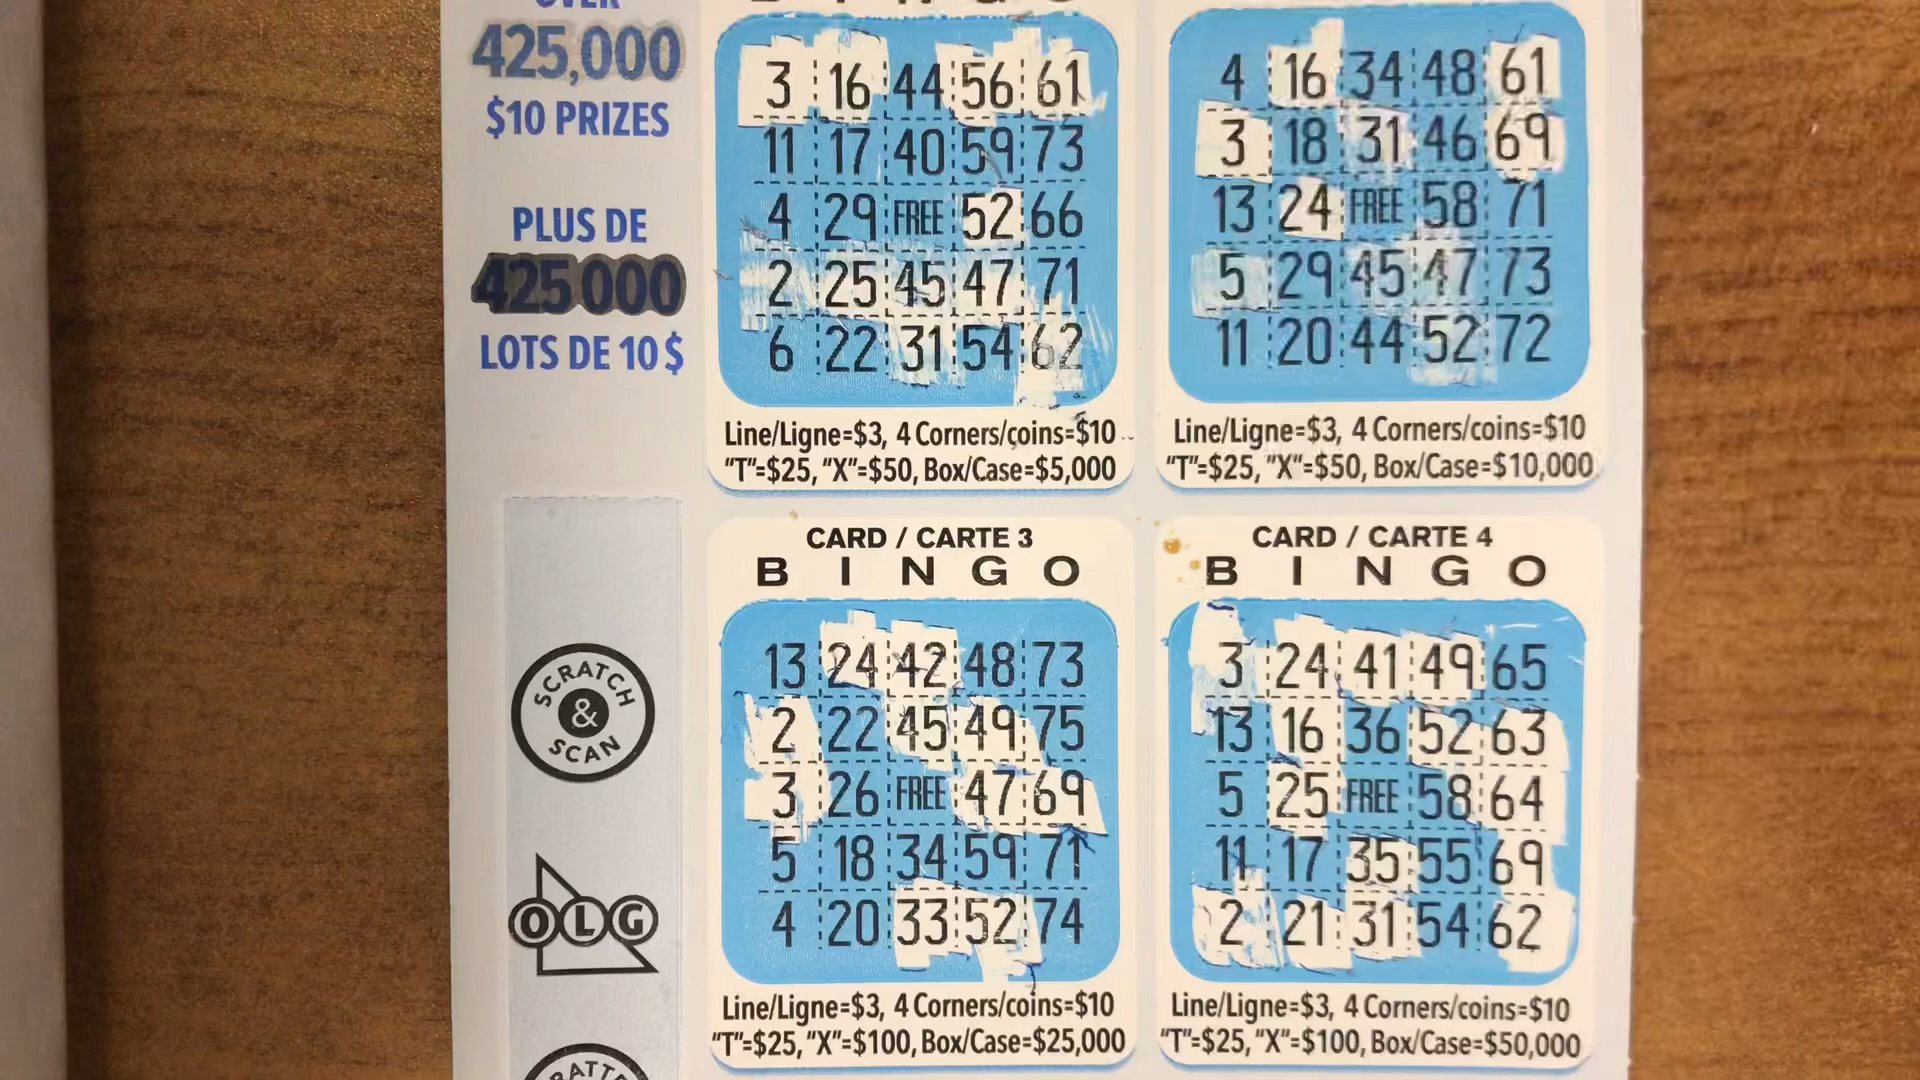 425,000
$10 PRIZES
PLUS DE
425 000
LOTS DE 10 $
3 16 44 56 61
11 17 40 59 73
4 29 FREE 52 66
2 25 45 47 71
6 22 31 54 62
Line/Ligne=$3, 4 Corners/coins=$10
"T"=$25, "X"=$50, Box/Case=$5,000
4 16 34 48 61
3 18 31 46 69
13 24 FREE 58 71
5 29 45 47 73
11 20 44 52 72
Line/Ligne=$3, 4 Corners/coins=$10
"T"=$25, "X"=$50, Box/Case=$10,000
CARD / CARTE 3
B I N G O
13 24 42 48 73
2 22 45 49 75
3 26 FREE 47 69
5 18 34 59 71
4 20 33 52 74
Line/Ligne=$3, 4 Corners/coins=$10
"T"=$25, "X"=$100, Box/Case=$25,000
CARD / CARTE 4
B I N G O
3 24 41 49 65
13 16 36 52 63
5 25 FREE 58 64
11 17 35 55 69
2 21 31 54 62
Line/Ligne=$3, 4 Corners/coins=$10
"T"=$25, "X"=$100, Box/Case=$50,000
SCRATCH
&
SCAN
OLG